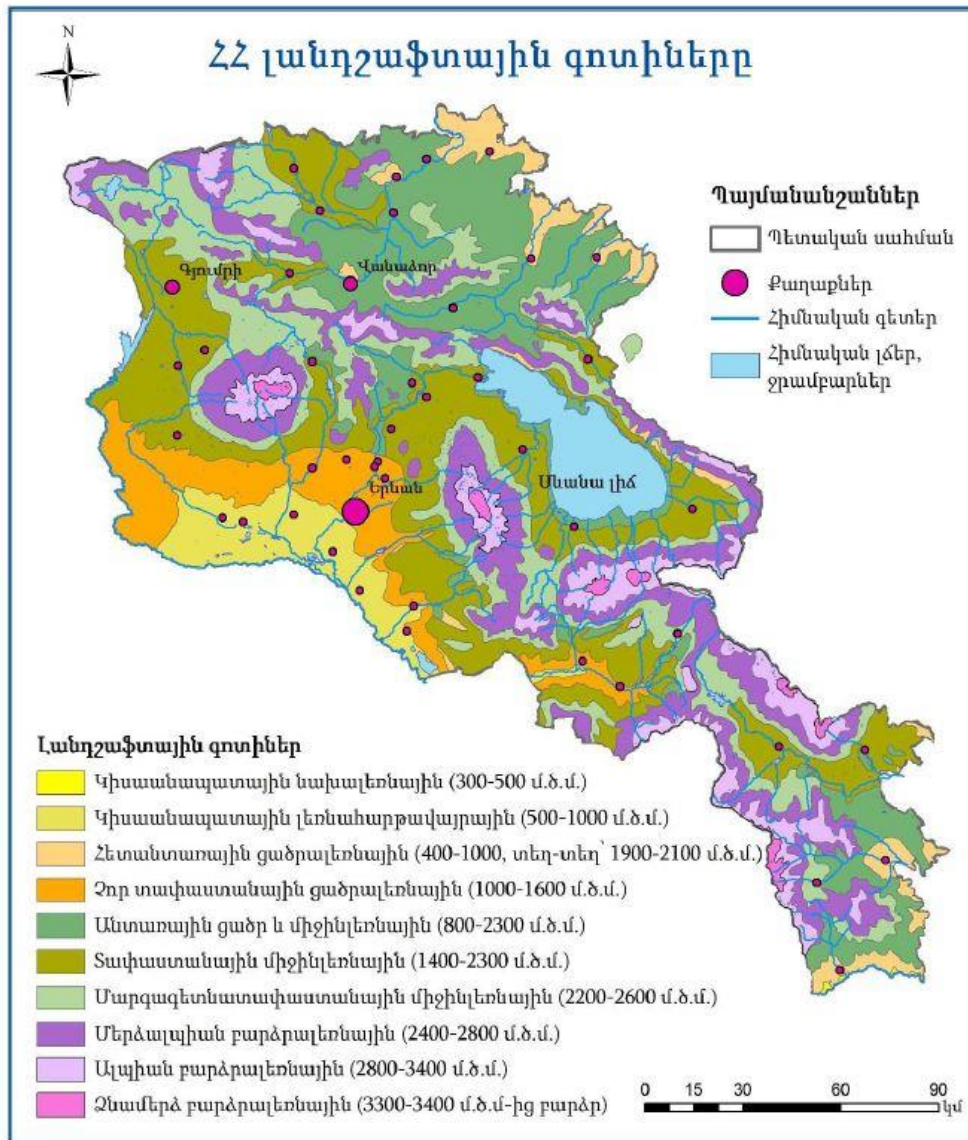 N
ՀՀ լանդշաֆտային գոտիները
Պայմանանշաններ
Պետական սահման
Քաղաքներ
Հիմնական գետեր
Հիմնական լճեր,
ջրամբարներ
Գյումրի
Վանաձոր
Երևան
Սևանա լիճ
Լանդշաֆտային գոտիներ
Կիսաանապատային նախալեռնային (300-500 մ.ծ.մ.)
Կիսաանապատային լեռնահարթավայրային (500-1000 մ.ծ.մ.)
Հետանտառային ցածրալեռնային (400-1000, տեղ-տեղ՝ 1900-2100 մ.ծ.մ.)
Չոր տափաստանային ցածրալեռնային (1000-1600 մ.ծ.մ.)
Անտառային ցածր և միջինլեռնային (800-2300 մ.ծ.մ.)
Տափաստանային միջինլեռնային (1400-2300 մ.ծ.մ.)
Մարգագետնատափաստանային միջինլեռնային (2200-2600 մ.ծ.մ.)
Մերձալպիան բարձրալեռնային (2400-2800 մ.ծ.մ.)
Ալպիան բարձրալեռնային (2800-3400 մ.ծ.մ.)
Ձնամերձ բարձրալեռնային (3300-3400 մ.ծ.մ-ից բարձր)
0 15 30 60 90
կմ